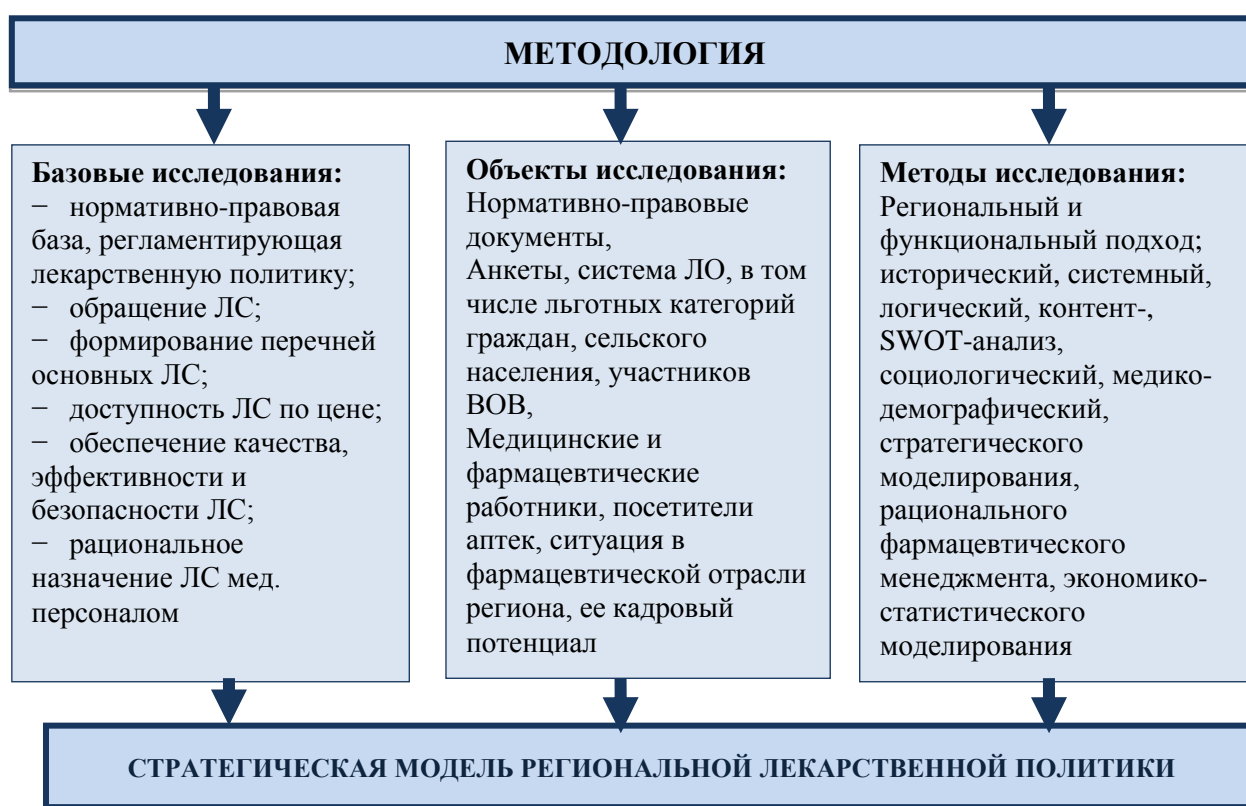 МЕТОДОЛОГИЯ
Базовые исследования:
− нормативно-правовая
база, регламентирующая
лекарственную политику;
− обращение ЛС;
− формирование перечней
основных ЛС;
− доступность ЛС по цене;
− обеспечение качества,
эффективности и
безопасности ЛС;
− рациональное
назначение ЛС мед.
персоналом
Объекты исследования:
Нормативно-правовые
документы,
Анкеты, система ЛО, в том
числе льготных категорий
граждан, сельского
населения, участников
ВОВ,
Медицинские и
фармацевтические
работники, посетители
аптек, ситуация в
фармацевтической отрасли
региона, ее кадровый
потенциал
Методы исследования:
Региональный и
функциональный подход;
исторический, системный,
логический, контент-,
SWOT-анализ,
социологический, медико-
демографический,
стратегического
моделирования,
рационального
фармацевтического
менеджмента, экономико-
статистического
моделирования
СТРАТЕГИЧЕСКАЯ МОДЕЛЬ РЕГИОНАЛЬНОЙ ЛЕКАРСТВЕННОЙ ПОЛИТИКИ